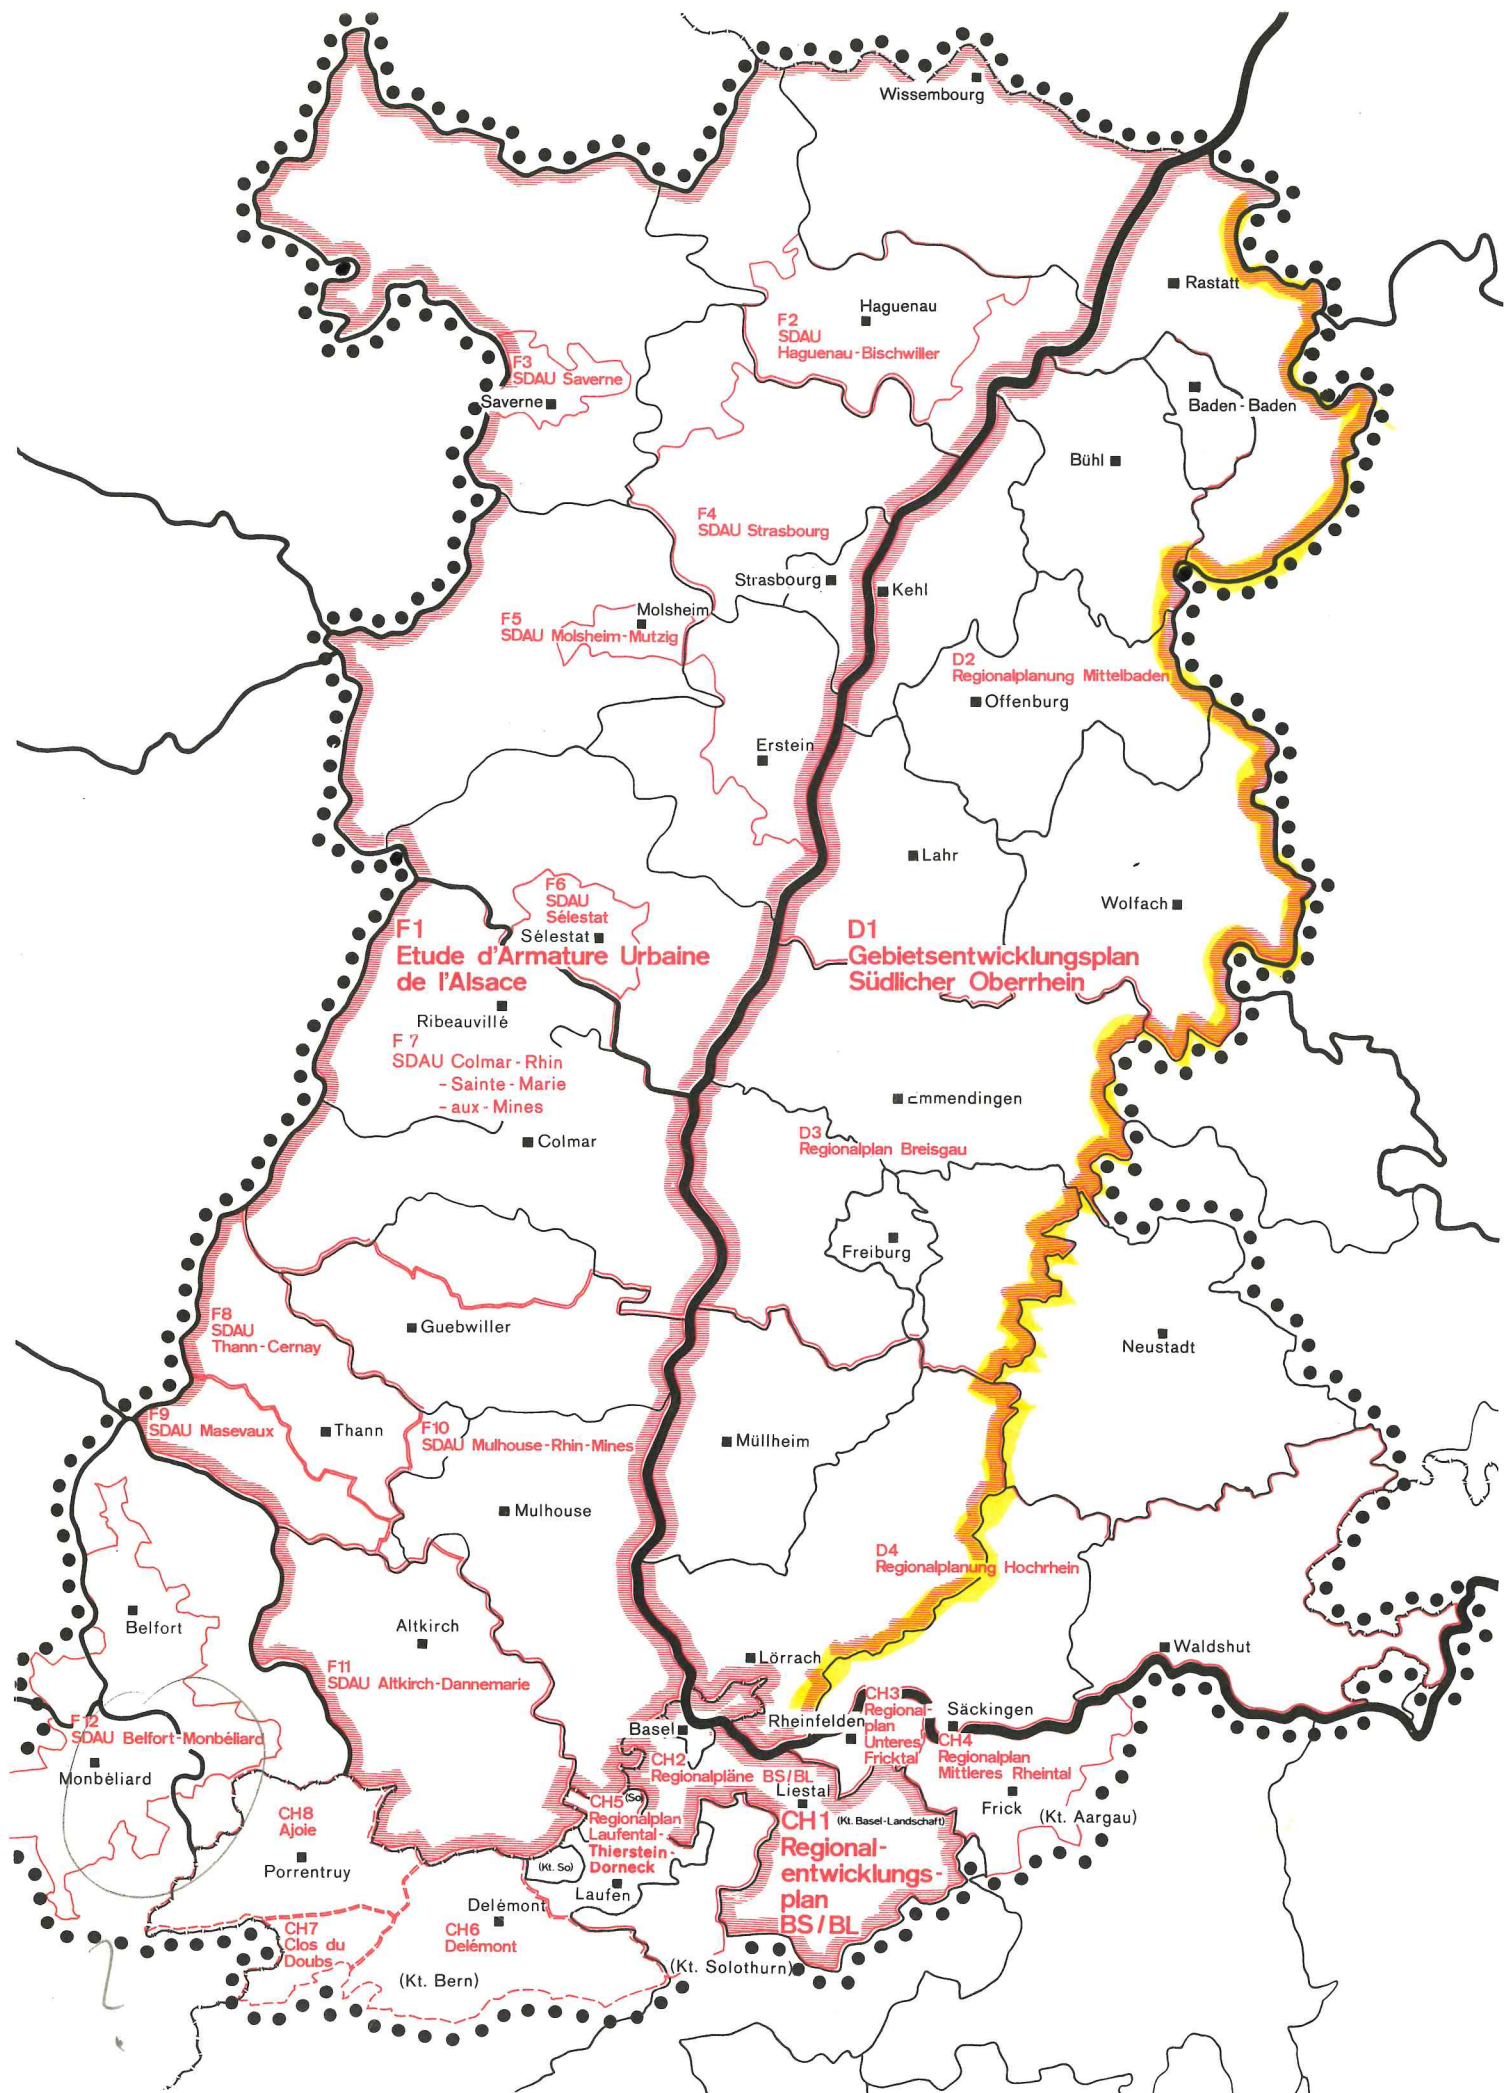 Wissembourg
Rastatt
Haguenau
F2
SDAU
Haguenau-Bischwiller
F3
SDAU Saverne
Saverne
Baden-Baden
Bühl
F4
SDAU Strasbourg
Strasbourg
Kehl
Molsheim
F5
SDAU Molsheim-Mutzig
D2
Regionalplanung Mittelbaden
Offenburg
Erstein
Lahr
Wolfach
F6
SDAU
Sélestat
Sélestat
F1
Etude d'Armature Urbaine
de l'Alsace
D1
Gebietsentwicklungsplan
Südlicher Oberrhein
Ribeauvillé
F 7
SDAU Colmar-Rhin
-Sainte-Marie
-aux-Mines
Emmendingen
Colmar
D3
Regionalplan Breisgau
Freiburg
F8
SDAU
Thann-Cernay
Guebwiller
Neustadt
F9
SDAU Masevaux
Thann
F10
SDAU Mulhouse-Rhin-Mines
Müllheim
Mulhouse
D4
Regionalplanung Hochrhein
Belfort
Altkirch
Lörrach
Waldshut
F11
SDAU Altkirch-Dannemarie
F12
SDAU Belfort-Monbéliard
Monbéliard
Basel
Rheinfelden
CH3
Regional-
plan
Unteres
Fricktal
Säckingen
CH4
Regionalplan
Mittleres Rheintal
CH2
Regionalpläne BS/BL
Liestal
Frick
(Kt. Aargau)
CH5
(So)
Regionalplan
Laufental-
Thierstein-
Dorneck
CH1 (Kt. Basel-Landschaft)
Regional-
entwicklungs-
plan
BS/BL
CH8
Ajoie
Porrentruy
(Kt. So)
Laufen
Delémont
CH6
Delémont
CH7
Clos du
Doubs
(Kt. Bern)
(Kt. Solothurn)